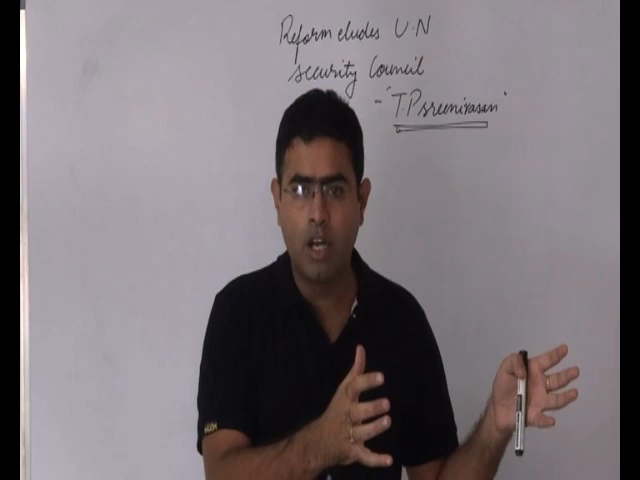 Reform eludes U.N
security Council
- "T.P sreenivasan"